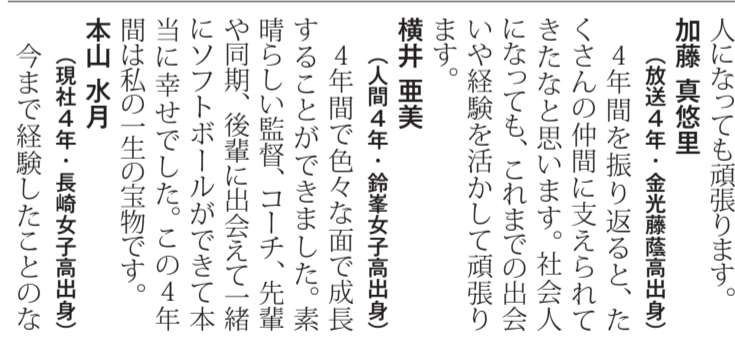 人になっても頑張ります。
加藤 真悠里
（放送４年・金光藤蔭高出身）
４年間を振り返ると、た
くさんの仲間に支えられて
きたなと思います。社会人
になっても、これまでの出会
いや経験を活かして頑張り
ます。
横井 亜美
（人間４年・鈴峯女子高出身）
４年間で色々な面で成長
することができました。素
晴らしい監督、コーチ、先輩
や同期、後輩に出会えて一緒
にソフトボールができて本
当に幸せでした。この４年
間は私の一生の宝物です。
本山 水月
（現社４年・長崎女子高出身）
今まで経験したことのな